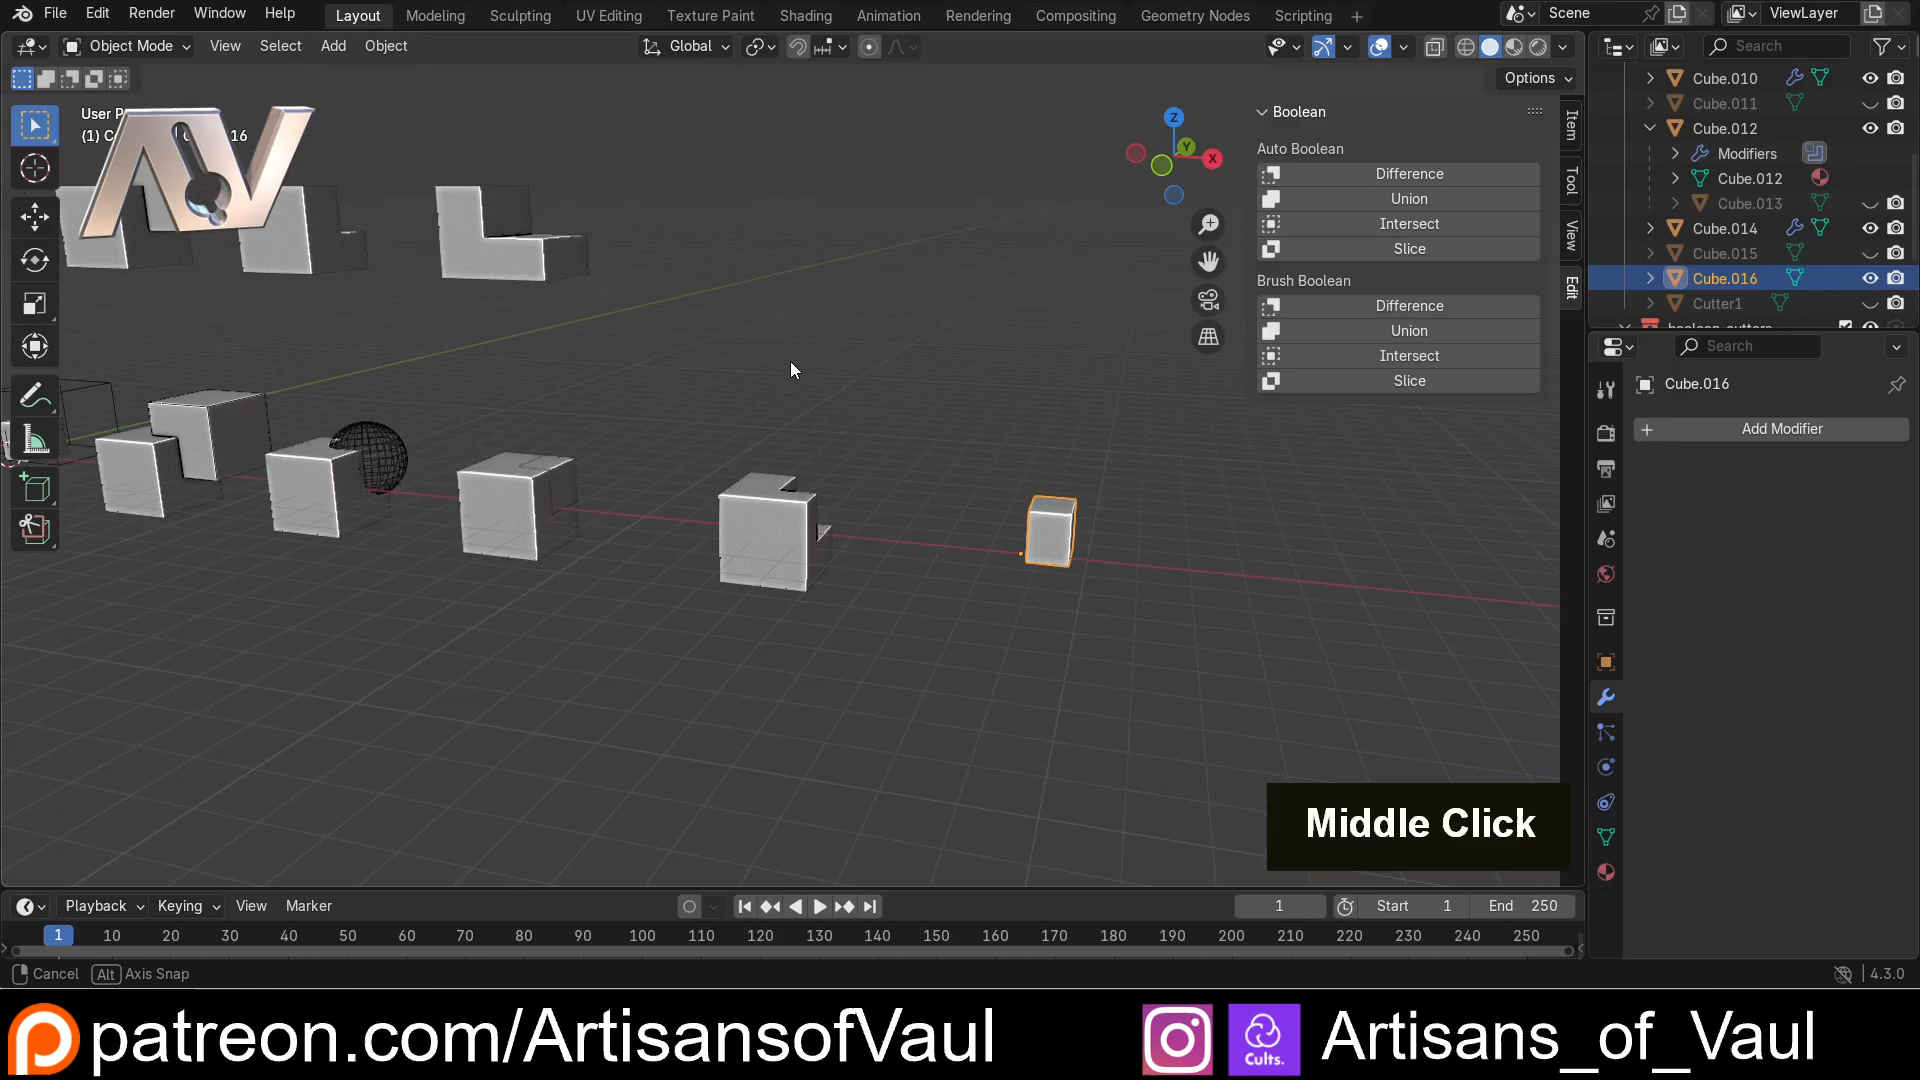 File Edit Render Window Help Layout Modeling Sculpting UV Editing Texture Paint Shading Animation Rendering Compositing Geometry Nodes Scripting + Scene ViewLayer
Object Mode View Select Add Object Global Search
Options
User P
(1) C 16
Boolean
Auto Boolean
Difference
Union
Intersect
Slice
Brush Boolean
Difference
Union
Intersect
Slice
Item
Tool
View
Edit
Z
Y
X
Cube.010
Cube.011
Cube.012
Modifiers
Cube.012
Cube.013
Cube.014
Cube.015
Cube.016
Cutter1
boolean_cutters
Search
Cube.016
Add Modifier
AV
Middle Click
Playback Keying View Marker 1 Start 1 End 250
1 10 20 30 40 50 60 70 80 90 100 110 120 130 140 150 160 170 180 190 200 210 220 230 240 250
Cancel Alt Axis Snap 4.3.0
patreon.com/ArtisansofVaul Cults. Artisans_of_Vaul